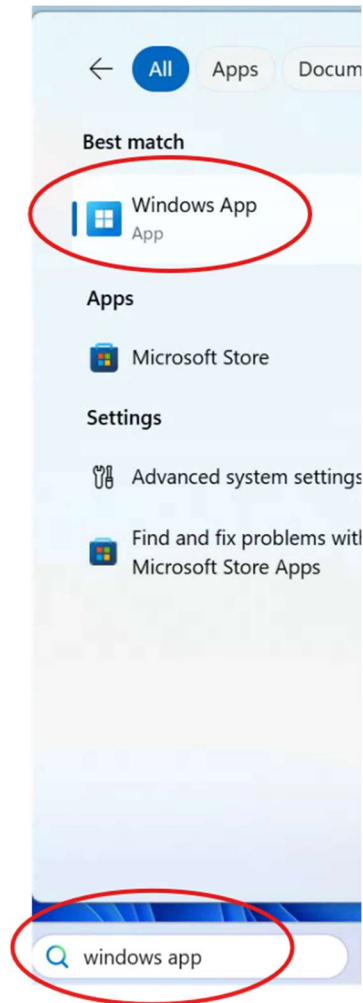 All Apps Docum
Best match
Windows App
App
Apps
Microsoft Store
Settings
Advanced system settings
Find and fix problems with
Microsoft Store Apps
windows app